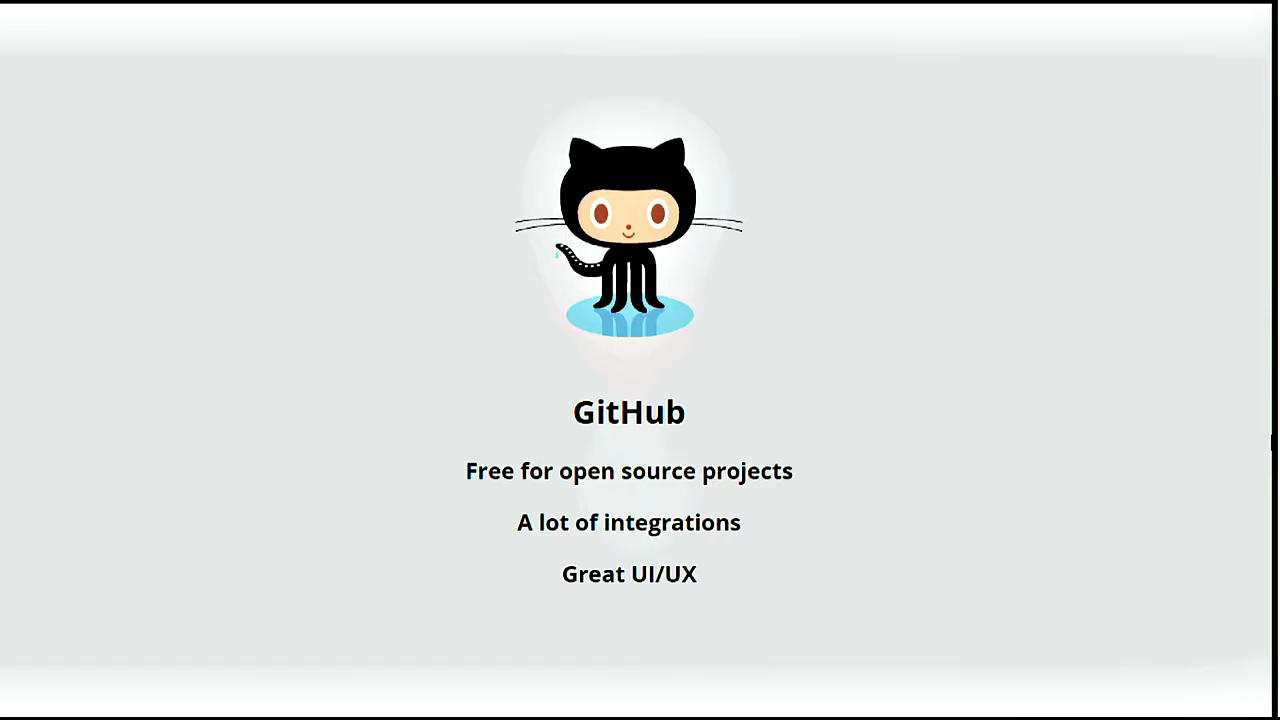 GitHub
Free for open source projects
A lot of integrations
Great UI/UX